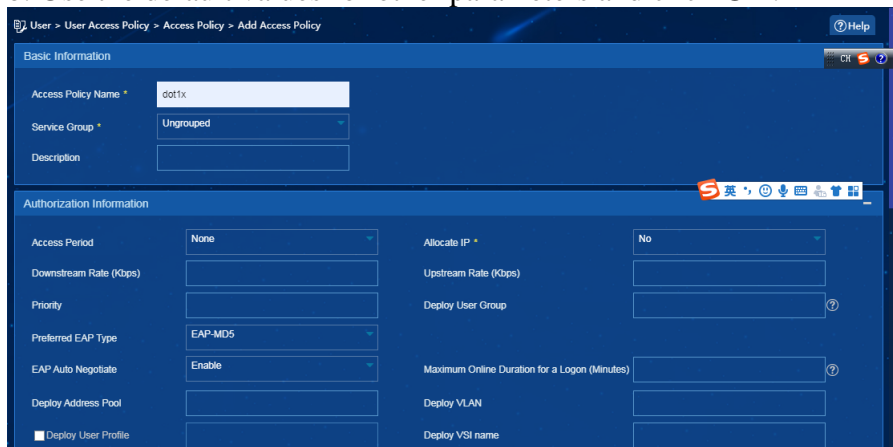 User > User Access Policy > Access Policy > Add Access Policy
?Help
Basic Information
CH
Access Policy Name * dot1x
Service Group * Ungrouped
Description
英
Authorization Information
Access Period None Allocate IP * No
Downstream Rate (Kbps) Upstream Rate (Kbps)
Priority Deploy User Group ?
Preferred EAP Type EAP-MD5
EAP Auto Negotiate Enable Maximum Online Duration for a Logon (Minutes) ?
Deploy Address Pool Deploy VLAN
Deploy User Profile Deploy VSI name